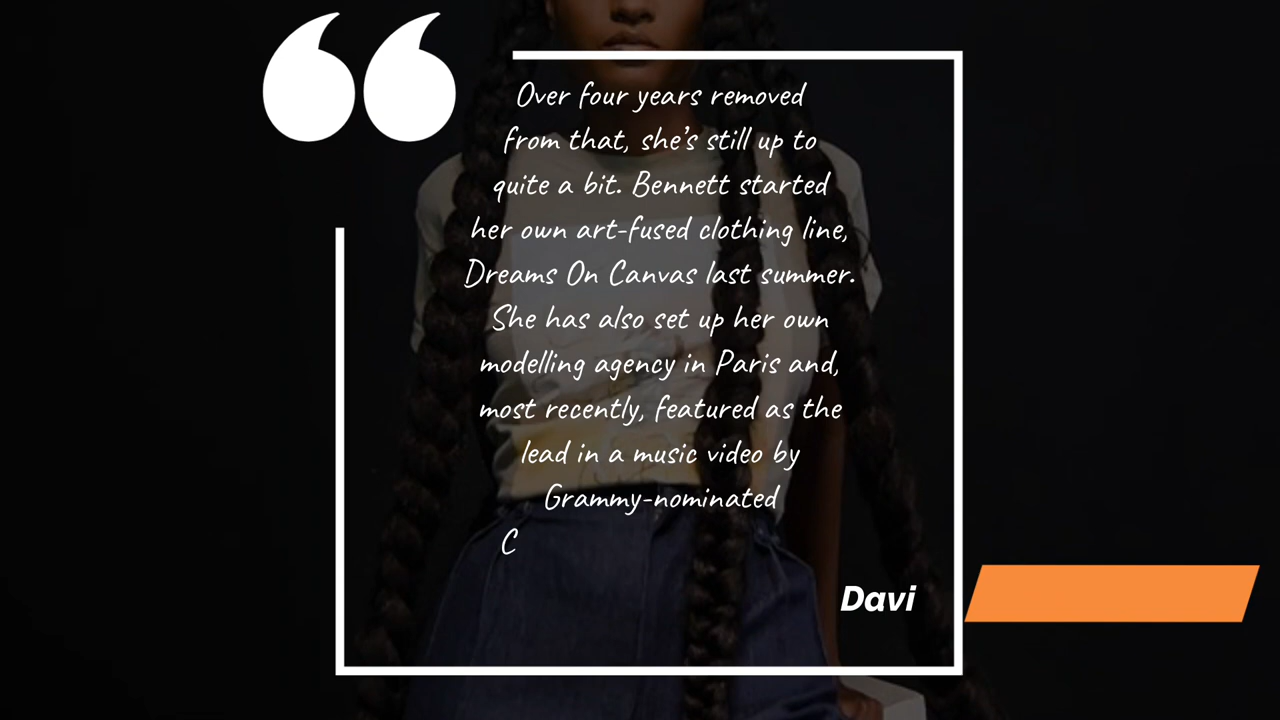 Over four years removed
from that, she's still up to
quite a bit. Bennett started
her own art-fused clothing line,
Dreams On Canvas last summer.
She has also set up her own
modelling agency in Paris and,
most recently, featured as the
lead in a music video by
Grammy-nominated
C
Davi